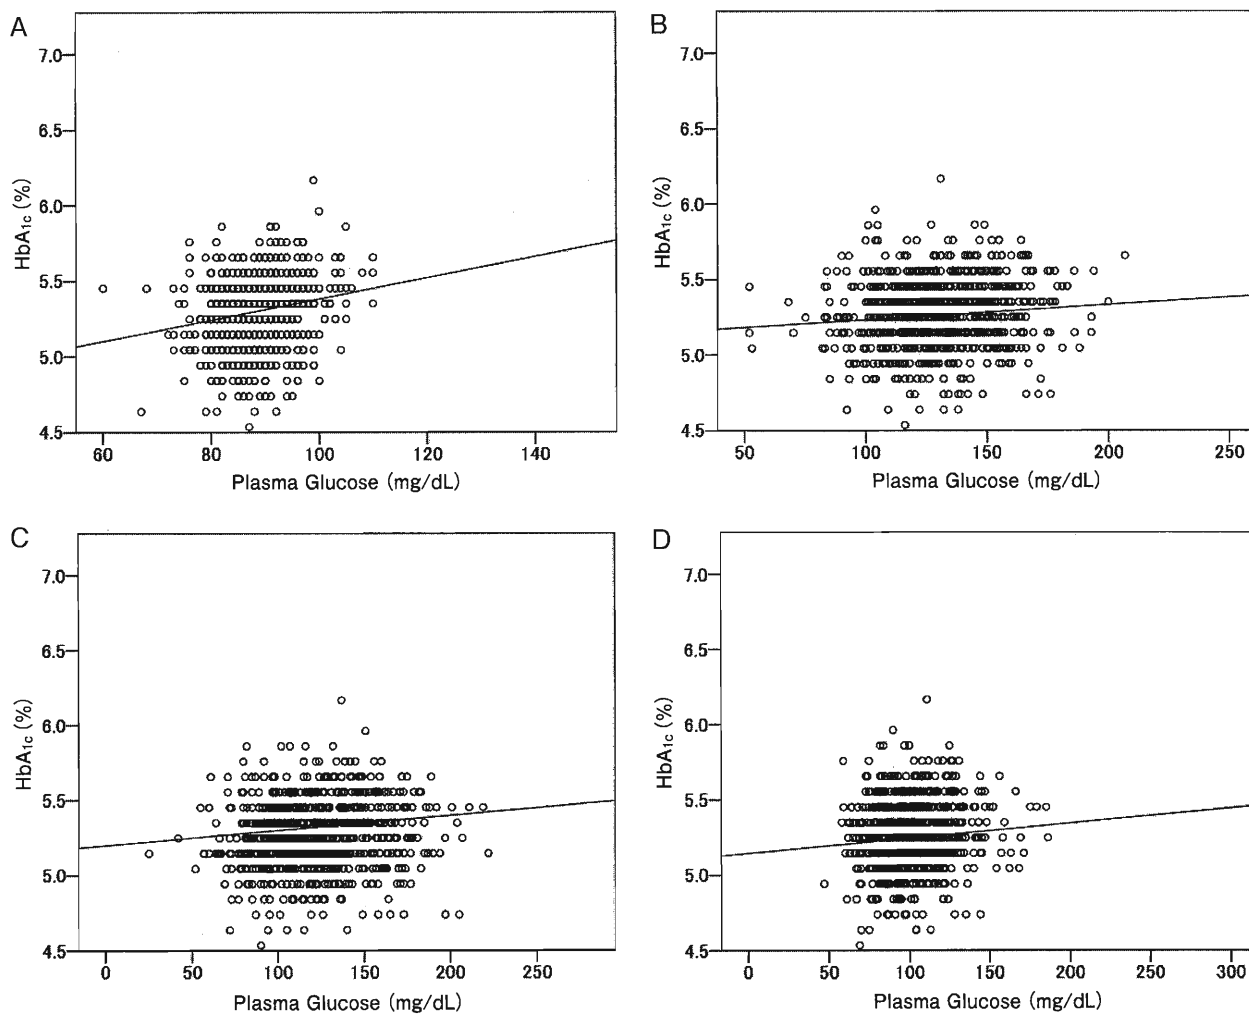 A
7.0
6.5
6.0
5.5
5.0
4.5
HbA1c (%)
60 80 100 120 140
Plasma Glucose (mg/dL)
B
7.0
6.5
6.0
5.5
5.0
4.5
HbA1c (%)
50 100 150 200 250
Plasma Glucose (mg/dL)
C
7.0
6.5
6.0
5.5
5.0
4.5
HbA1c (%)
0 50 100 150 200 250
Plasma Glucose (mg/dL)
D
7.0
6.5
6.0
5.5
5.0
4.5
HbA1c (%)
0 50 100 150 200 250 300
Plasma Glucose (mg/dL)